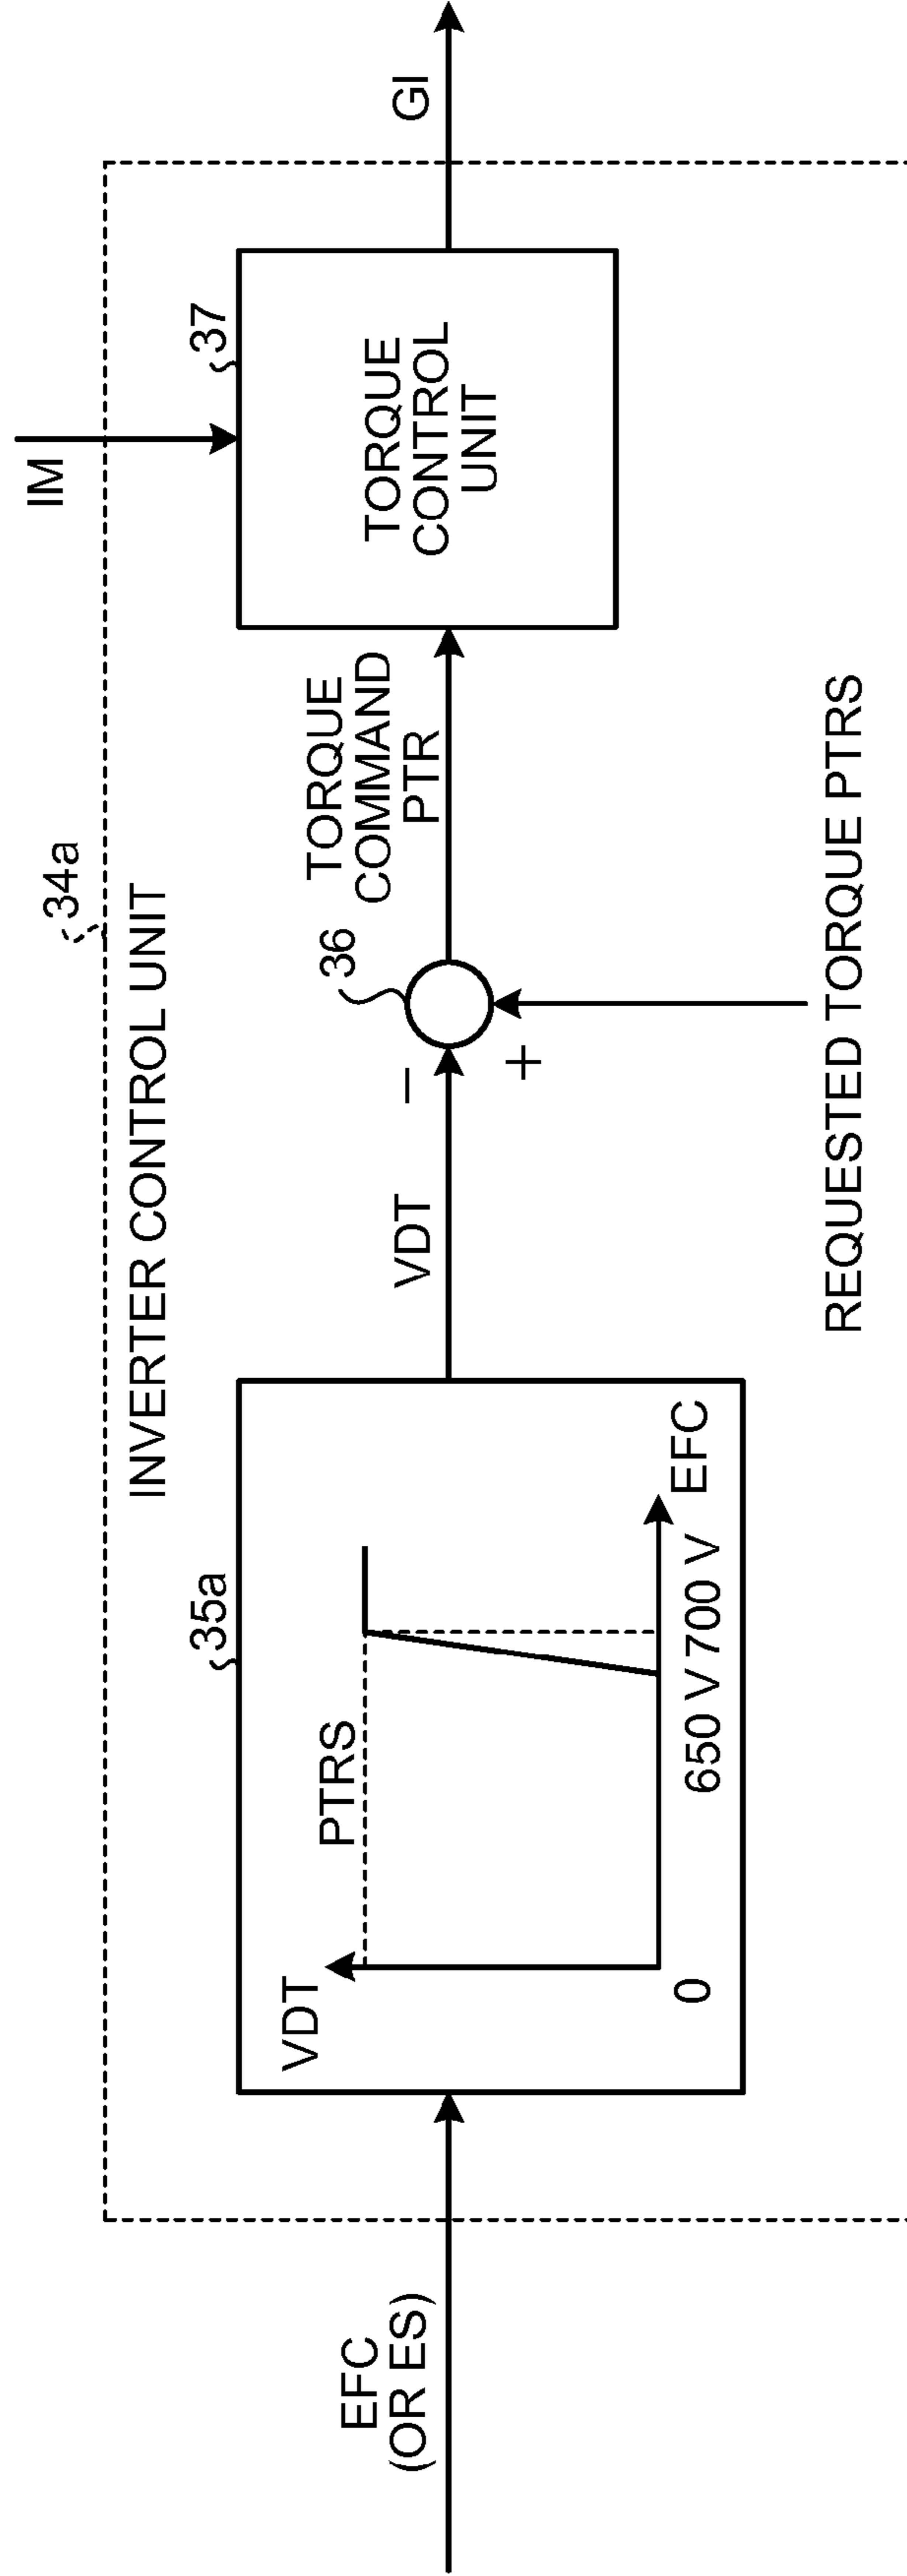 34a
INVERTER CONTROL UNIT
IM
35a
VDT
PTRS
0
650 V 700 V
EFC
EFC
(OR ES)
VDT
36
−
+
TORQUE
COMMAND
PTR
37
TORQUE
CONTROL
UNIT
GI
REQUESTED TORQUE PTRS